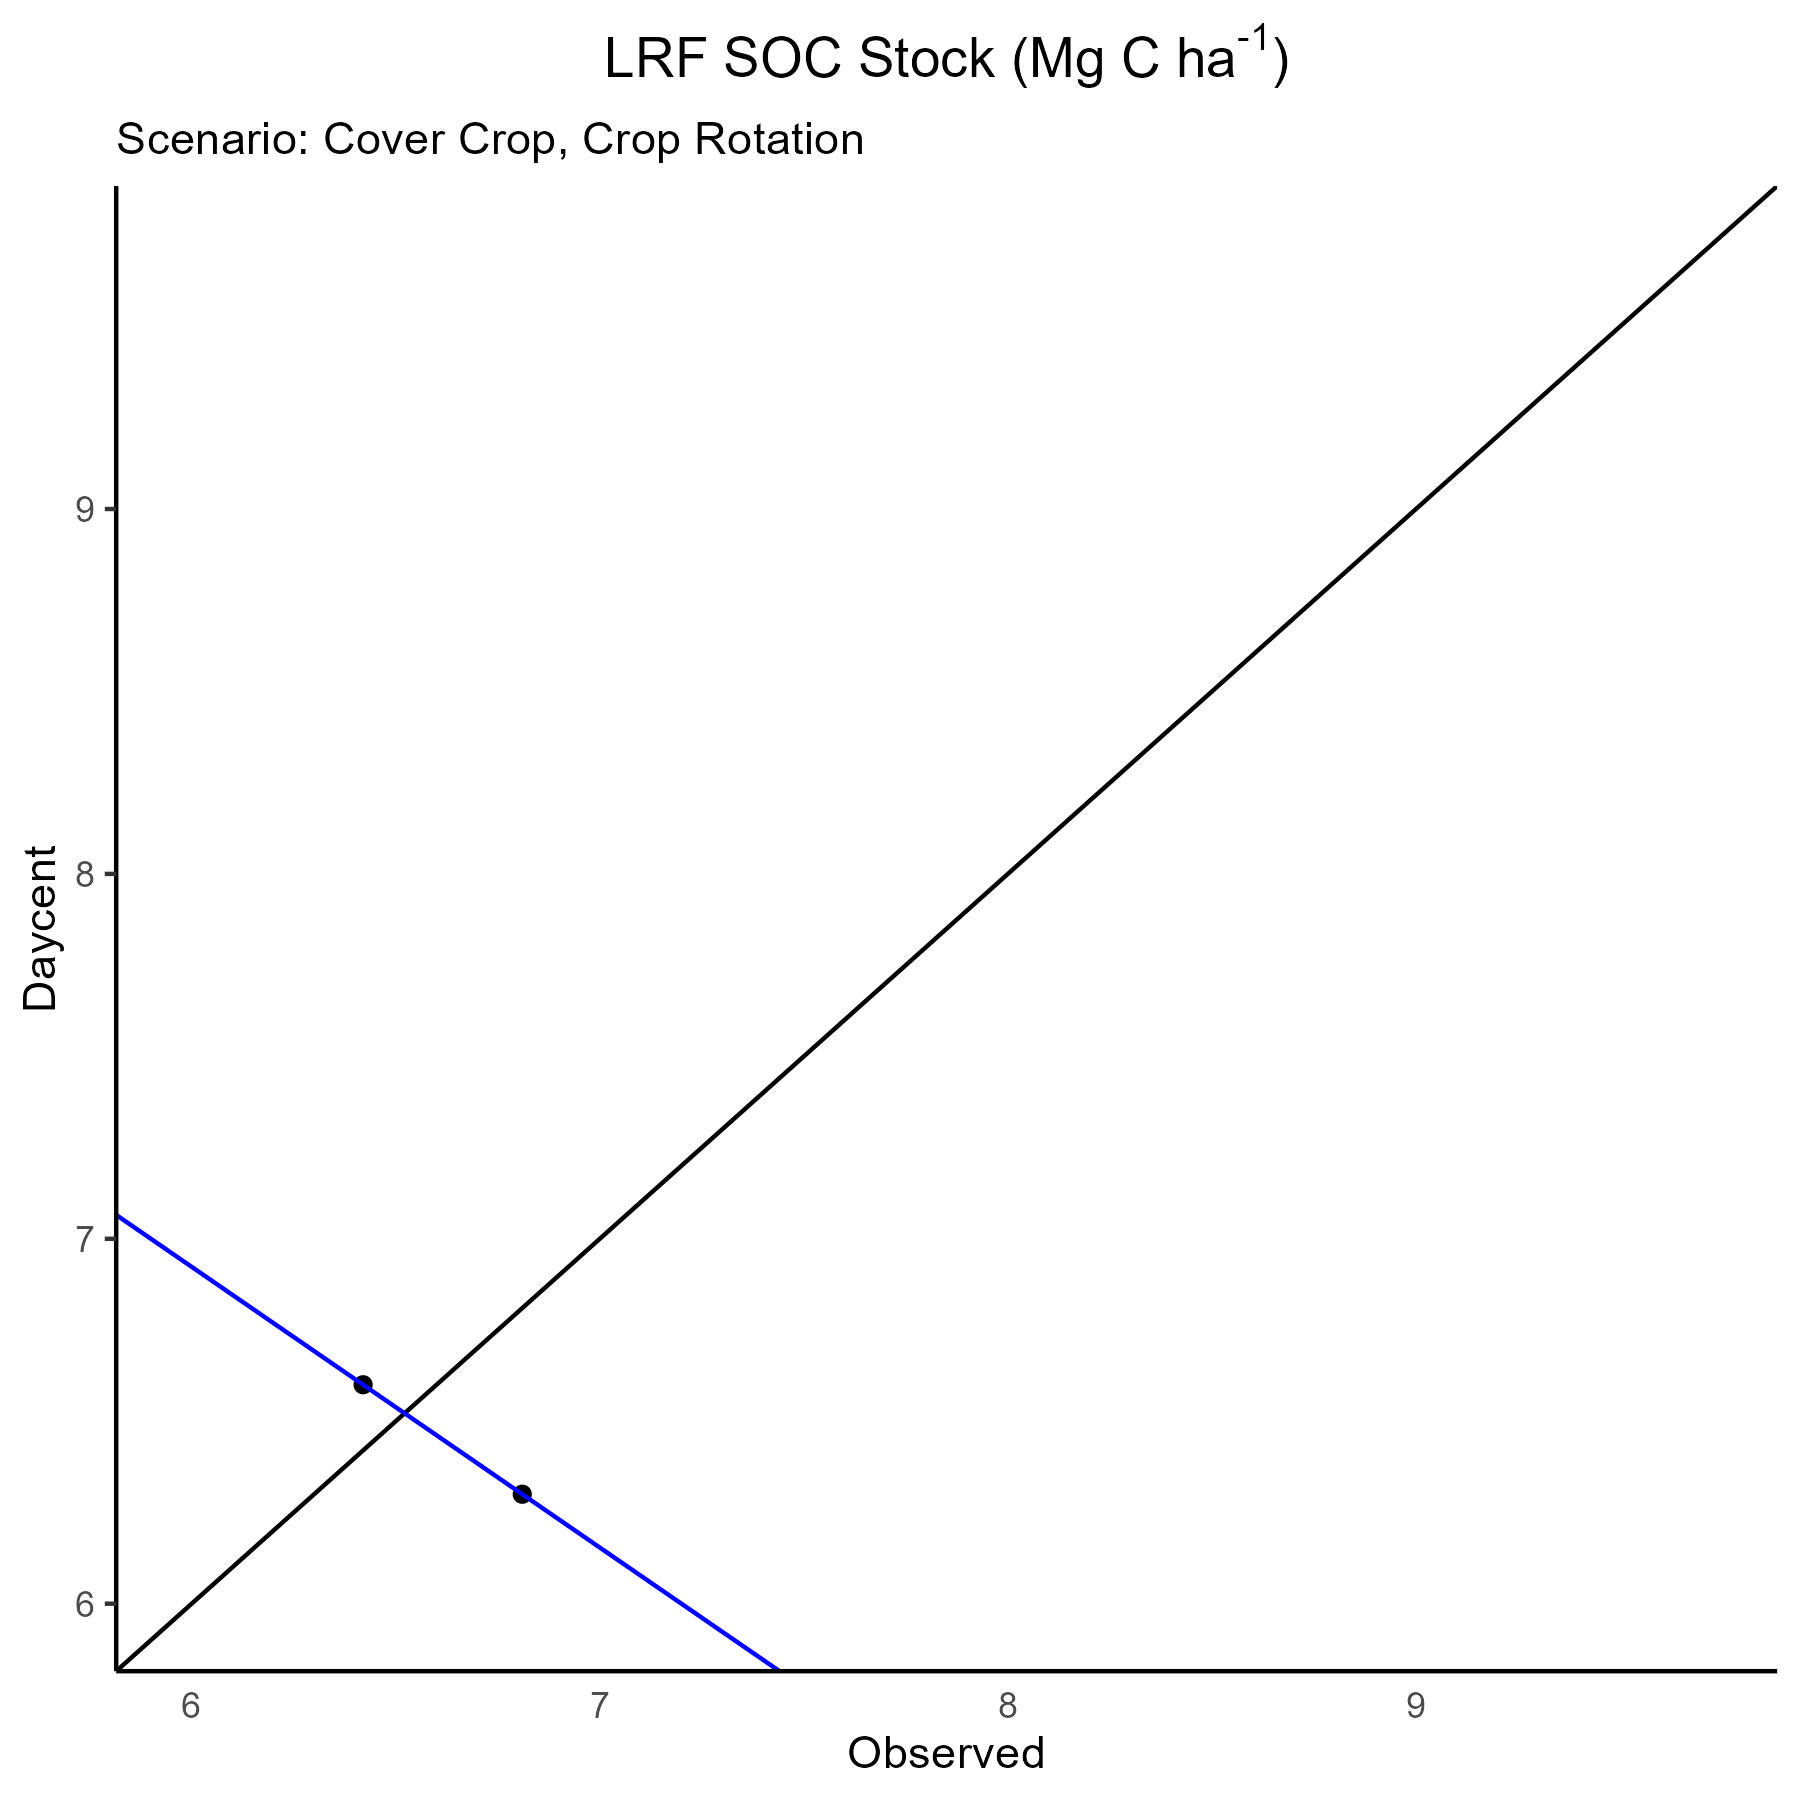 LRF SOC Stock (Mg C ha⁻¹)
Scenario: Cover Crop, Crop Rotation
Daycent
9
8
7
6
6 7 8 9
Observed